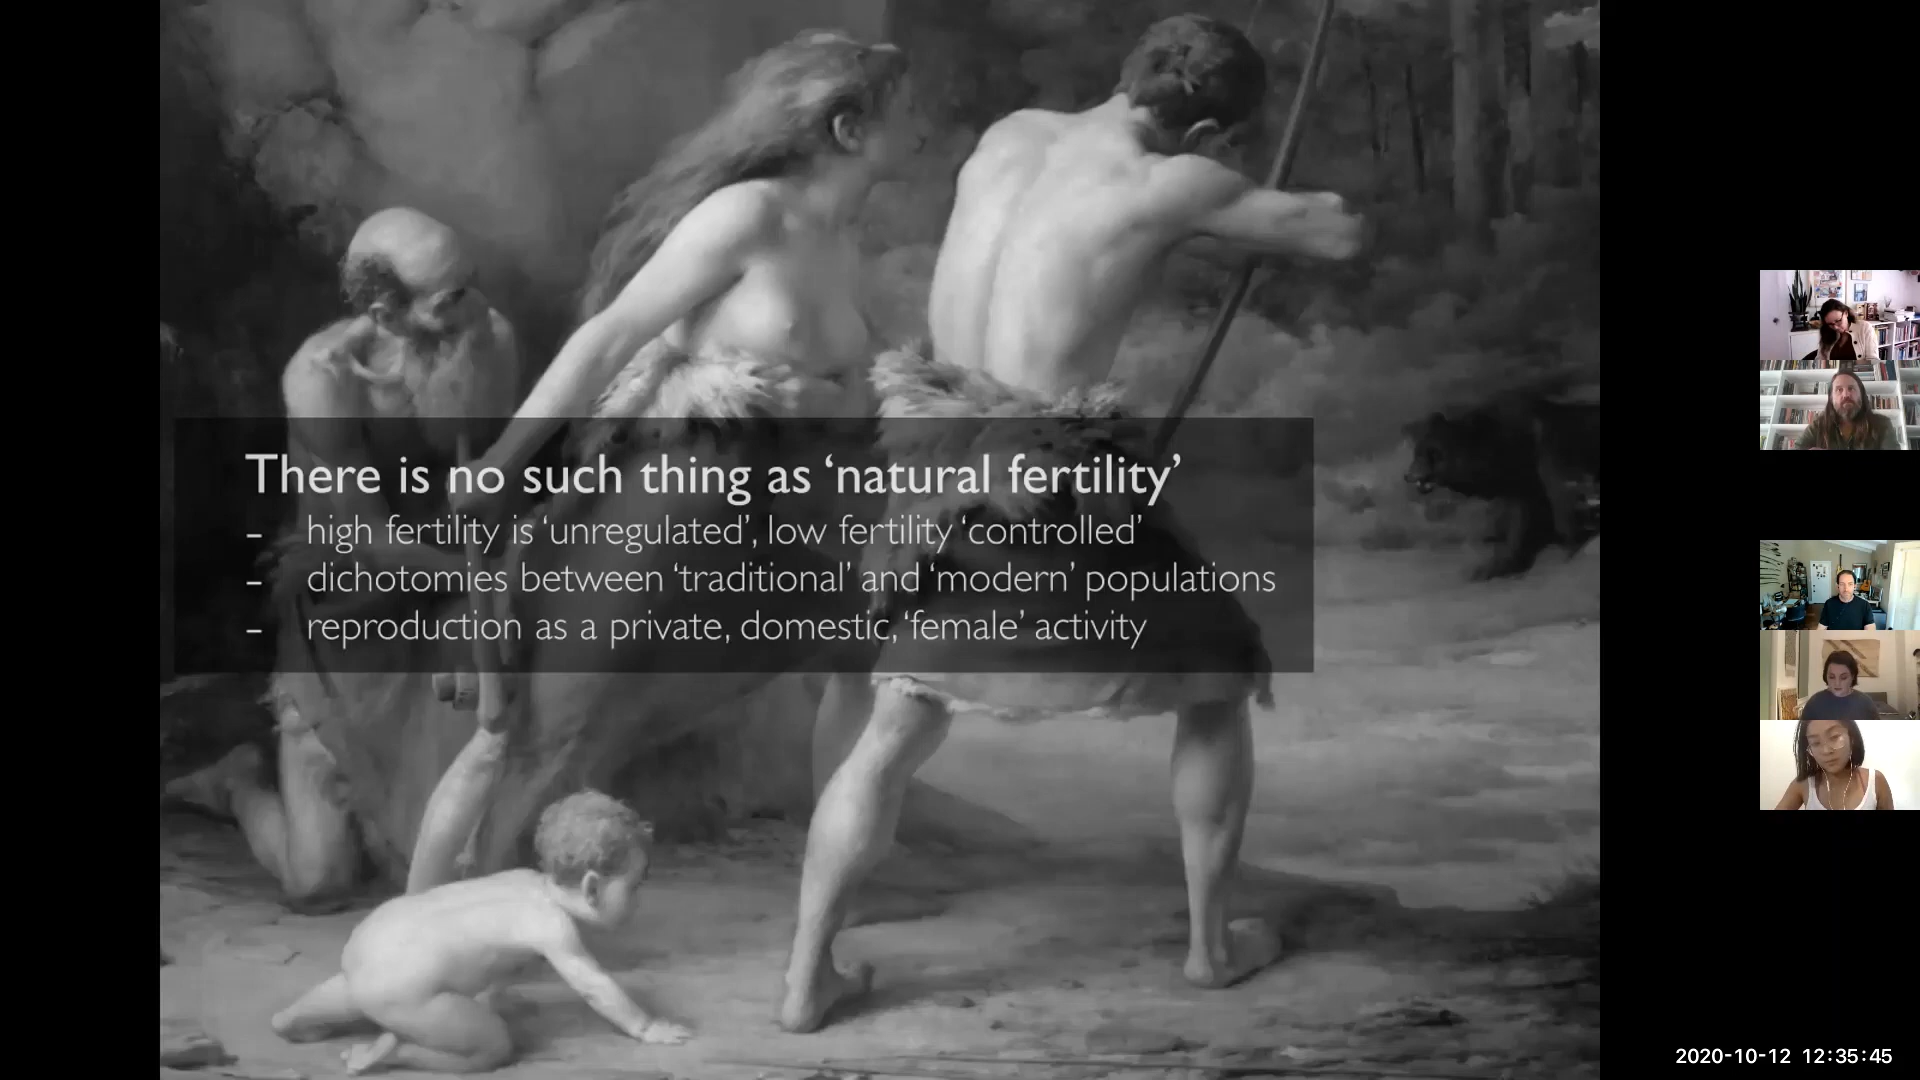 There is no such thing as ‘natural fertility’
- high fertility is ‘unregulated’, low fertility ‘controlled’
- dichotomies between ‘traditional’ and ‘modern’ populations
- reproduction as a private, domestic, ‘female’ activity
2020-10-12 12:35:45